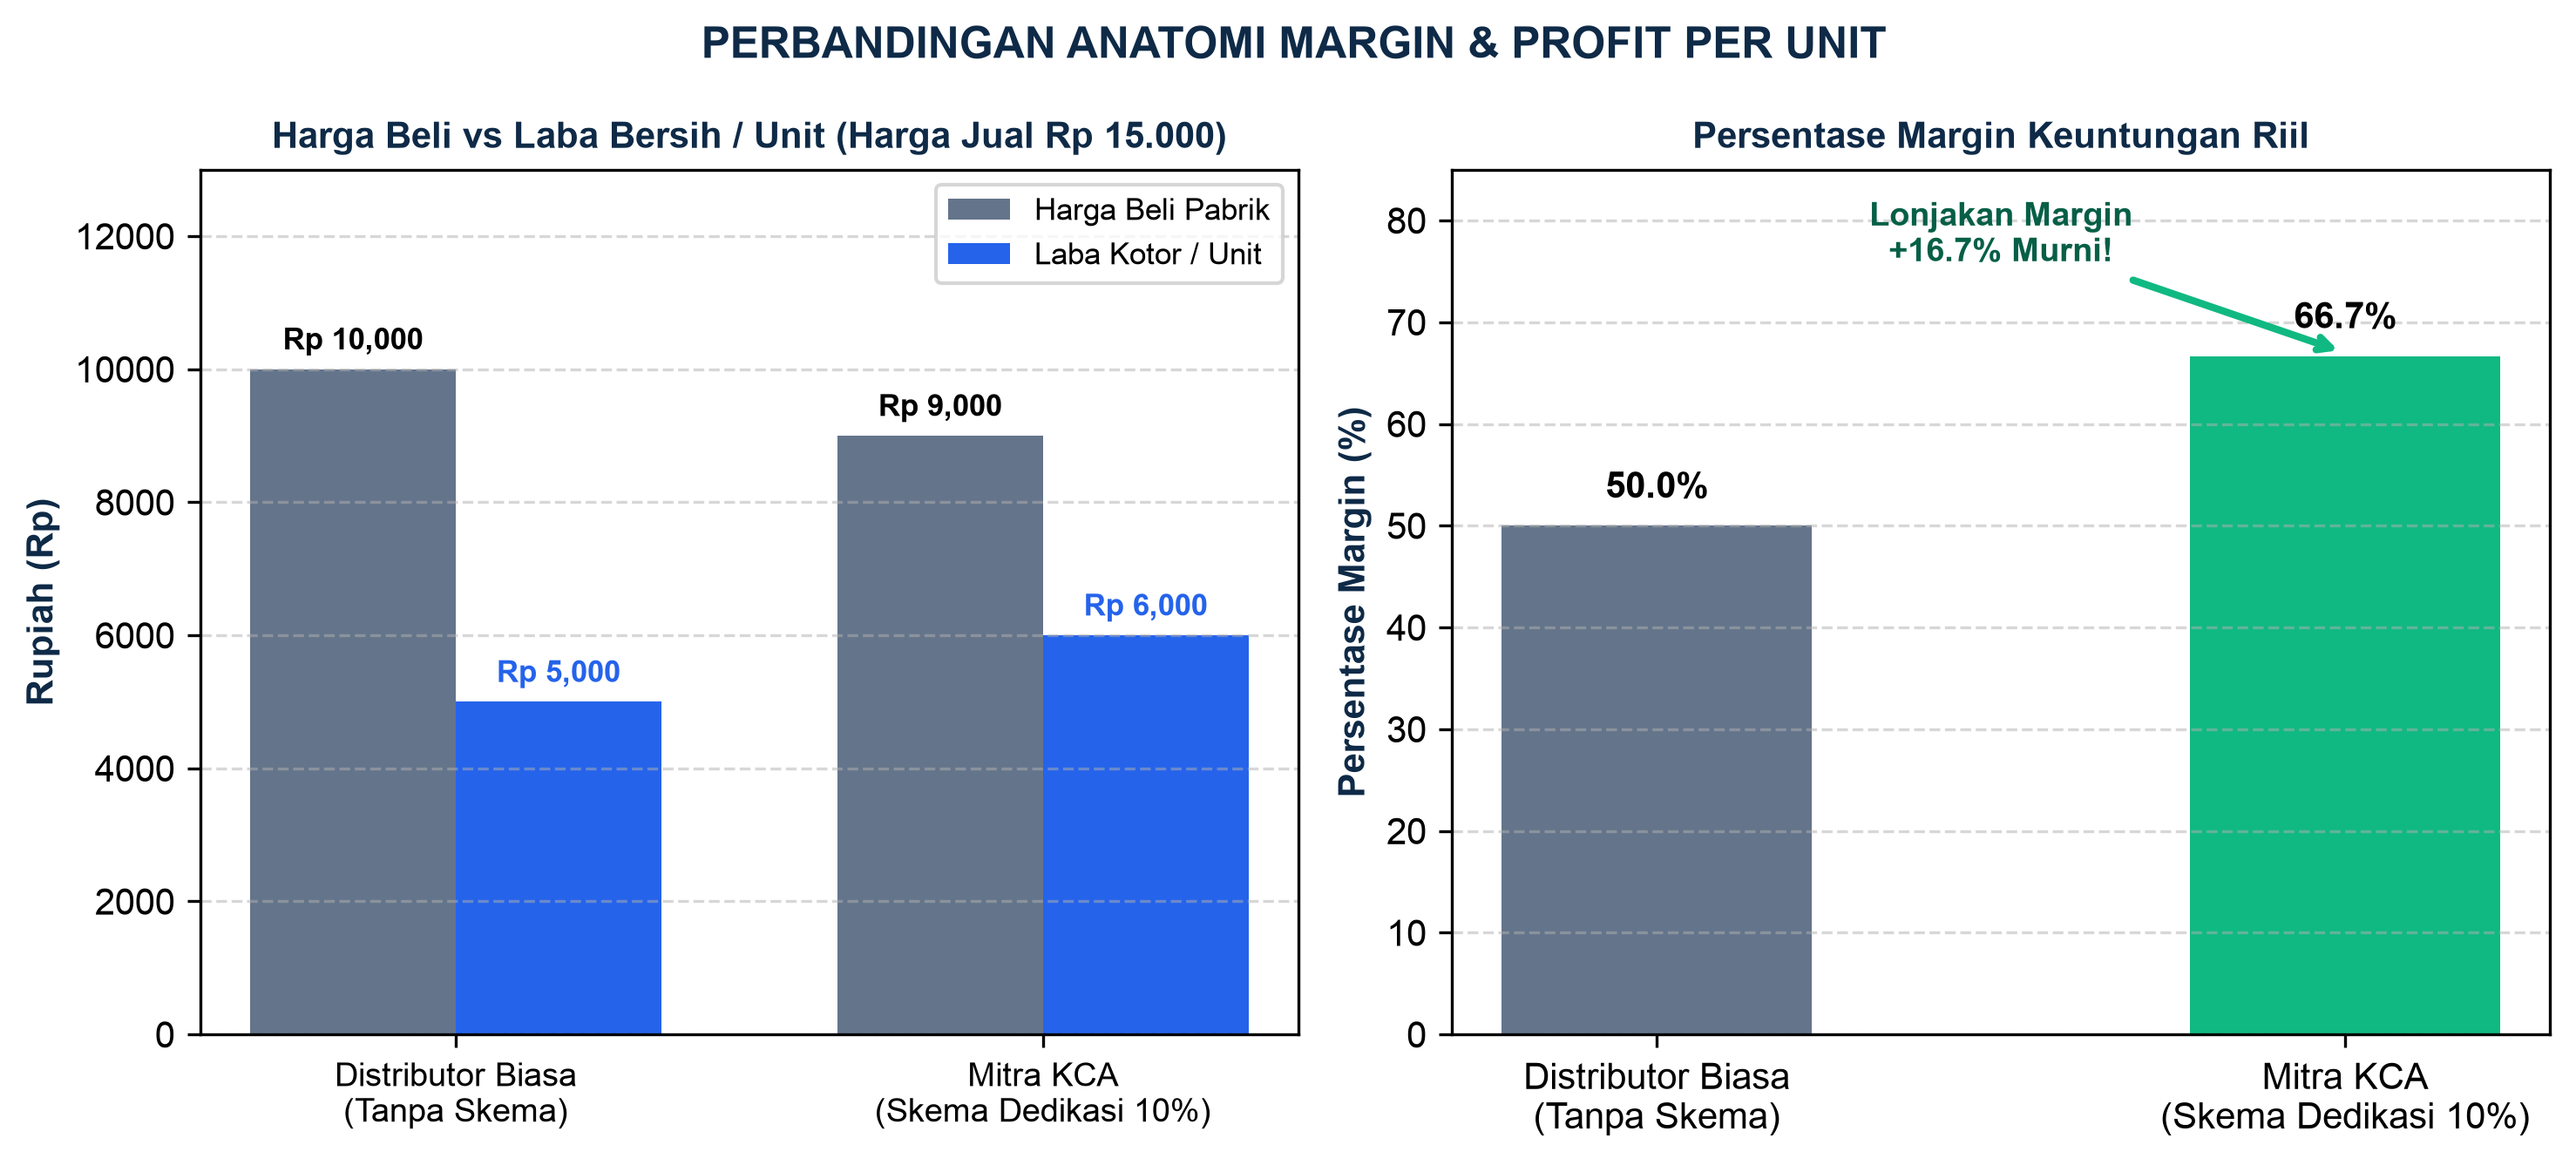 PERBANDINGAN ANATOMI MARGIN & PROFIT PER UNIT
Harga Beli vs Laba Bersih / Unit (Harga Jual Rp 15.000)
Rupiah (Rp)
12000
10000
8000
6000
4000
2000
0
Harga Beli Pabrik
Laba Kotor / Unit
Rp 10,000
Rp 5,000
Rp 9,000
Rp 6,000
Distributor Biasa
(Tanpa Skema)
Mitra KCA
(Skema Dedikasi 10%)
Persentase Margin Keuntungan Riil
Persentase Margin (%)
80
70
60
50
40
30
20
10
0
Lonjakan Margin
+16.7% Murni!
50.0%
66.7%
Distributor Biasa
(Tanpa Skema)
Mitra KCA
(Skema Dedikasi 10%)